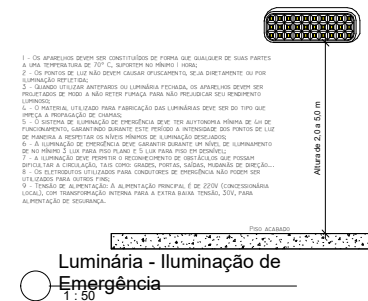 1 - Os aparelhos devem ser constituídos de forma que qualquer de suas partes
a uma temperatura de 70° C, suportem no mínimo 1 hora;
2 - Os pontos de luz não devem causar ofuscamento, seja diretamente ou por
iluminação refletida;
3 - Quando utilizar anteparos ou luminária fechada, os aparelhos devem ser
projetados de modo a não reter fumaça para não prejudicar seu rendimento
luminoso;
4 - O material utilizado para fabricação das luminárias deve ser do tipo que
impeça a propagação de chamas;
5 - O sistema de iluminação de emergência deve ter auytonomia mínima de 4h de
funcionamento, garantindo durante este período a intensidade dos pontos de luz
de maneira a respeitar os níveis mínimos de iluminação desejados;
6 - A iluminação de emergência deve garantir durante um nível de iluminamento
de no mínimo 3 lux para piso plano e 5 lux para piso em desnível;
7 - A iluminação deve permitir o reconhecimento de obstáculos que possam
dificultar a circulação, tais como: grades, portas, saídas, mudanãs de direção...
8 - Os eletrodutos utilizados para condutores de emergência não podem ser
utilizados para outros fins;
9 - Tensão de alimentação: A alimentação principal é de 220V (concessionária
local), com transformação interna para a extra baixa tensão, 30V, para
alimentação de segurança.
Altura de 2,0 a 5,0 m
Piso acabado
Luminária - Iluminação de
Emergência
1 : 50